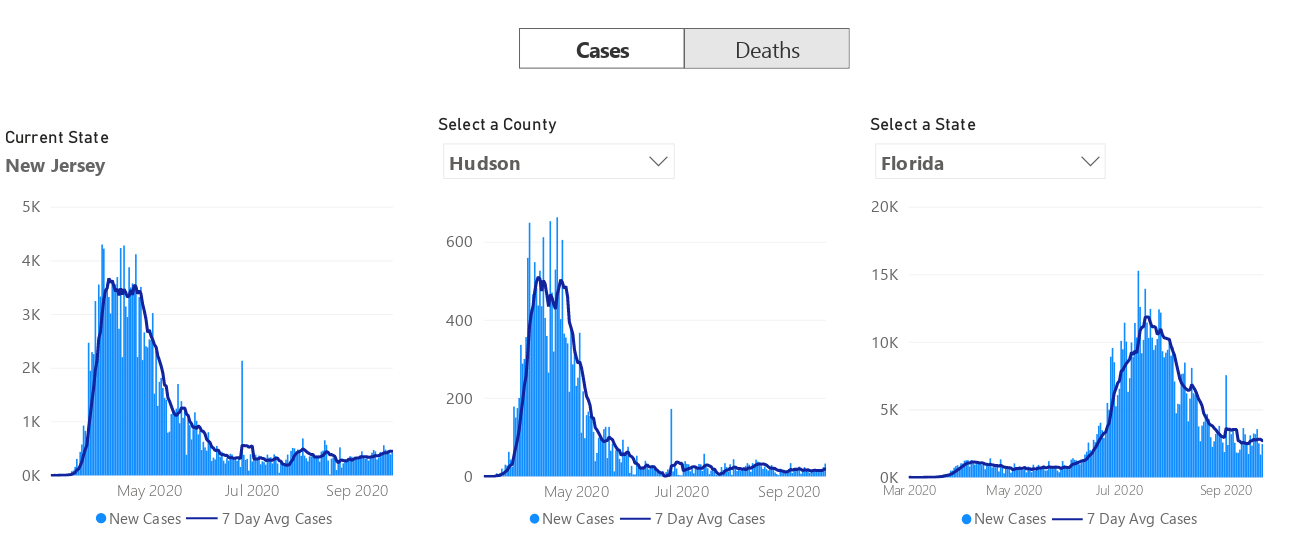 Cases Deaths
Current State
New Jersey
Select a County
Hudson
Select a State
Florida
5K
4K
3K
2K
1K
0K
May 2020 Jul 2020 Sep 2020
New Cases 7 Day Avg Cases
600
400
200
0
May 2020 Jul 2020 Sep 2020
New Cases 7 Day Avg Cases
20K
15K
10K
5K
0K
Mar 2020 May 2020 Jul 2020 Sep 2020
New Cases 7 Day Avg Cases